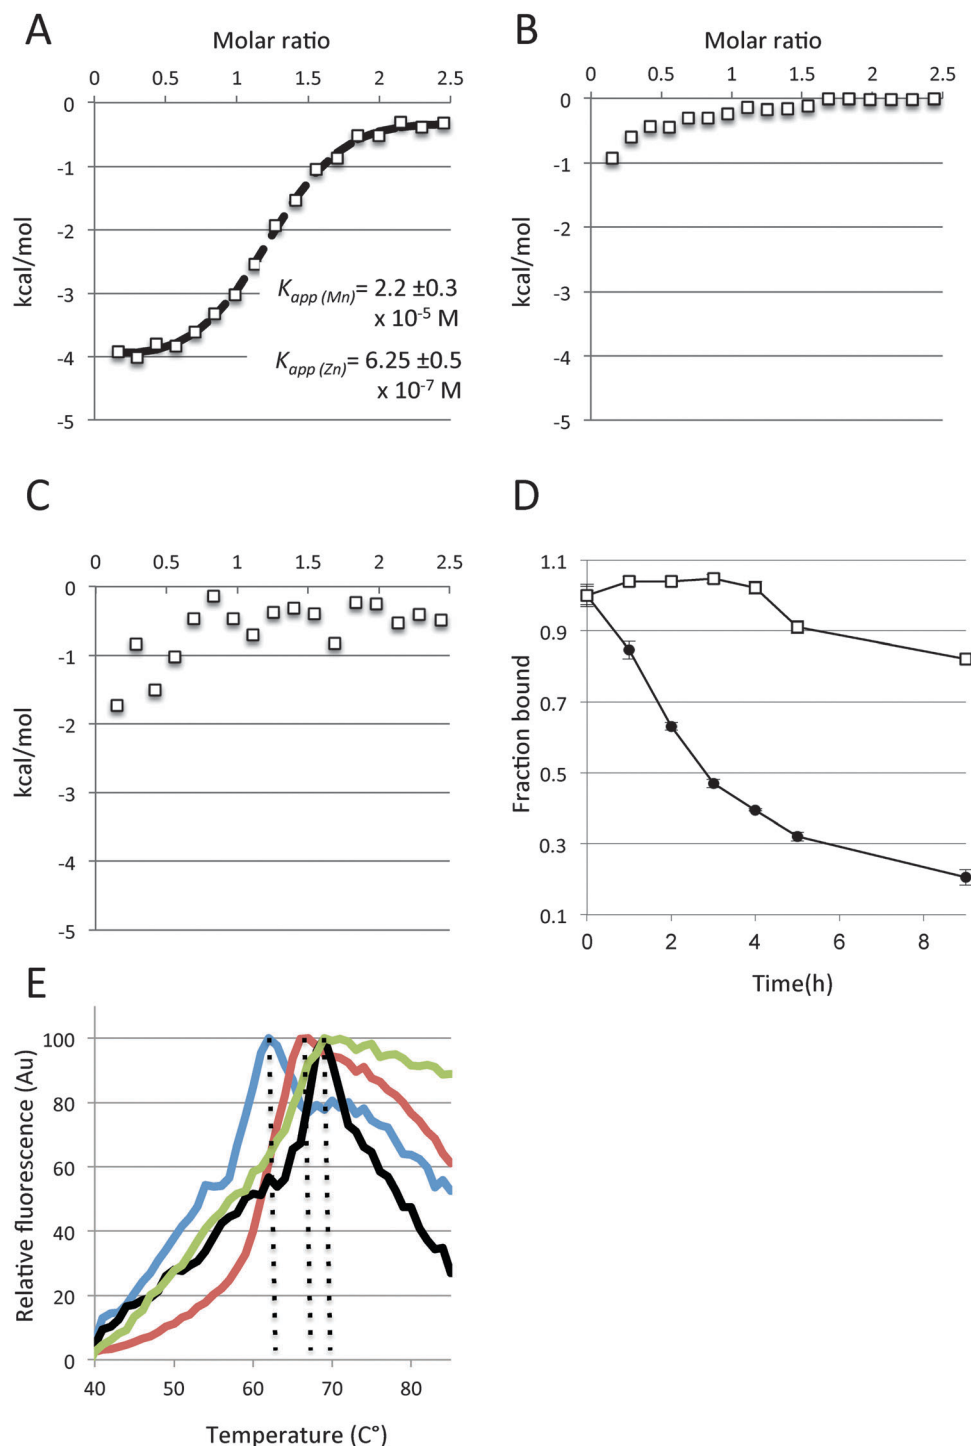 A
Molar ratio
0 0.5 1 1.5 2 2.5
0
-1
-2
-3
-4
-5
kcal/mol
K app (Mn) = 2.2 ±0.3
x 10-5 M
K app (Zn) = 6.25 ±0.5
x 10-7 M
B
Molar ratio
0 0.5 1 1.5 2 2.5
0
-1
-2
-3
-4
-5
kcal/mol
C
0 0.5 1 1.5 2 2.5
0
-1
-2
-3
-4
-5
kcal/mol
D
1.1
0.9
0.7
0.5
0.3
0.1
Fraction bound
0 2 4 6 8
Time(h)
E
100
80
60
40
20
0
Relative fluorescence (Au)
40 50 60 70 80
Temperature (C°)